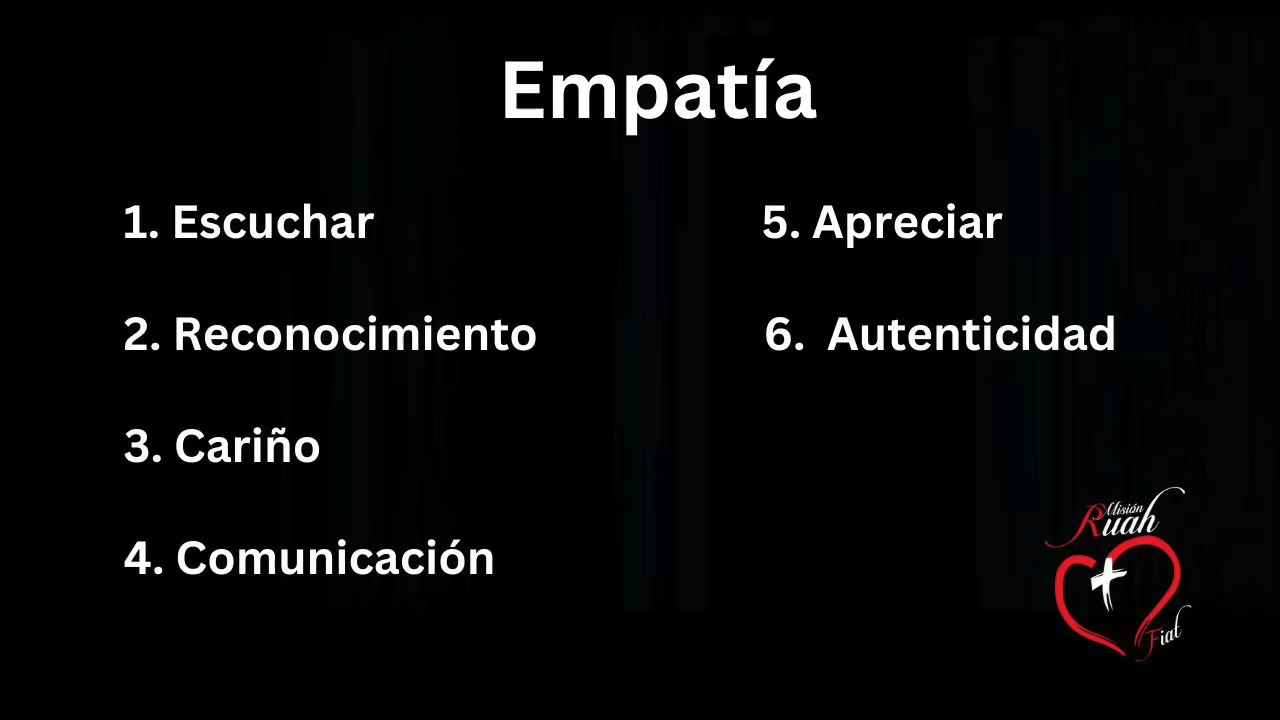 Empatía
1. Escuchar
2. Reconocimiento
3. Cariño
4. Comunicación
5. Apreciar
6. Autenticidad
Misión
Ruah
Fiat